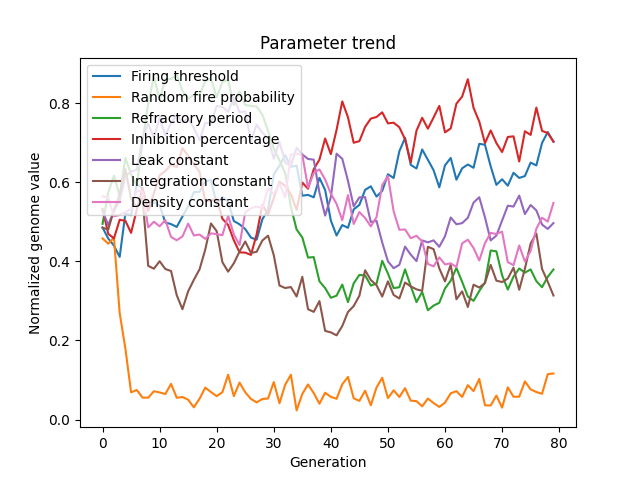 Parameter trend
Firing threshold
Random fire probability
Refractory period
Inhibition percentage
Leak constant
Integration constant
Density constant
Normalized genome value
0.8
0.6
0.4
0.2
0.0
0 10 20 30 40 50 60 70 80
Generation